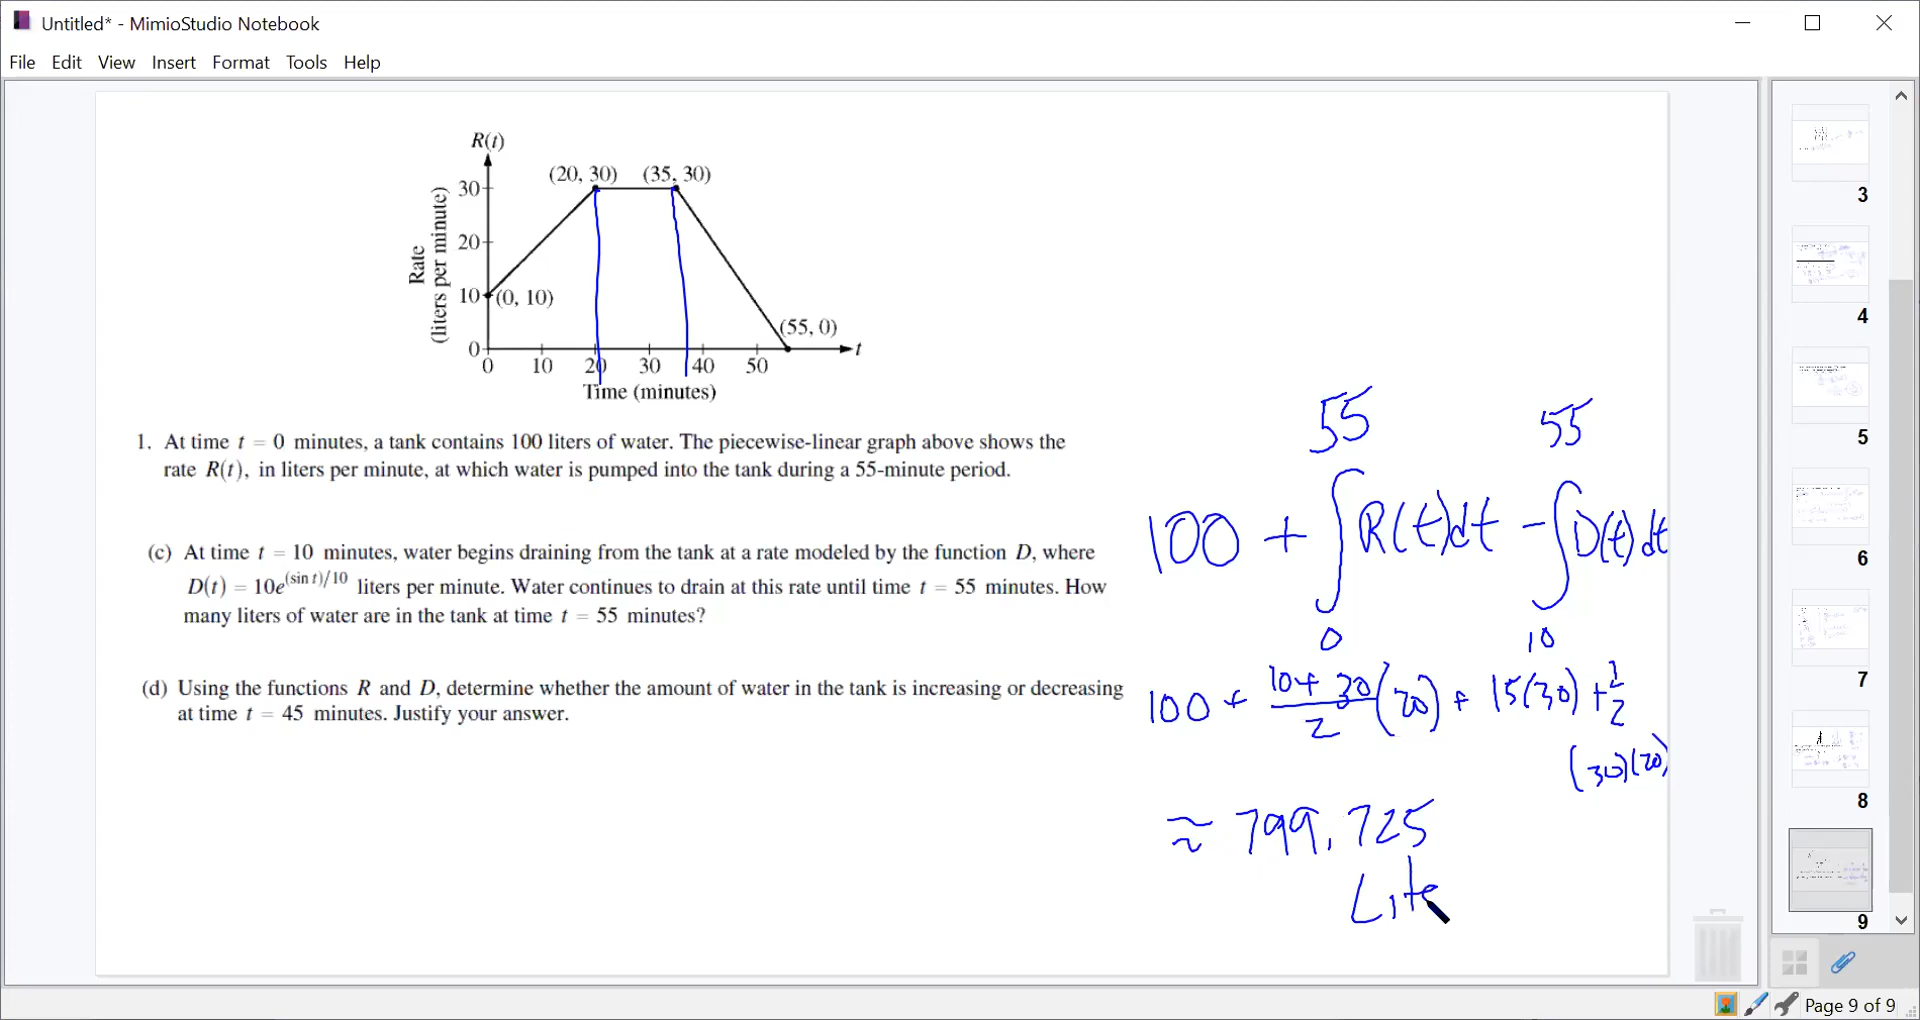 Untitled* - MimioStudio Notebook
File Edit View Insert Format Tools Help
R(t)
(20, 30) (35, 30)
30
20
10
0
(0, 10)
(55, 0)
t
Rate
(liters per minute)
0 10 20 30 40 50
Time (minutes)
1. At time t = 0 minutes, a tank contains 100 liters of water. The piecewise-linear graph above shows the
rate R(t), in liters per minute, at which water is pumped into the tank during a 55-minute period.
(c) At time t = 10 minutes, water begins draining from the tank at a rate modeled by the function D, where
D(t) = 10e^(sin t)/10 liters per minute. Water continues to drain at this rate until time t = 55 minutes. How
many liters of water are in the tank at time t = 55 minutes?
(d) Using the functions R and D, determine whether the amount of water in the tank is increasing or decreasing
at time t = 45 minutes. Justify your answer.
55 55
100 + ∫ R(t)dt - ∫ D(t)dt
0 10
100 + 10+30/2 (20) + 15(30) + 1/2
(30)(20)
≈ 799.725
Lite
3
4
5
6
7
8
9
Page 9 of 9